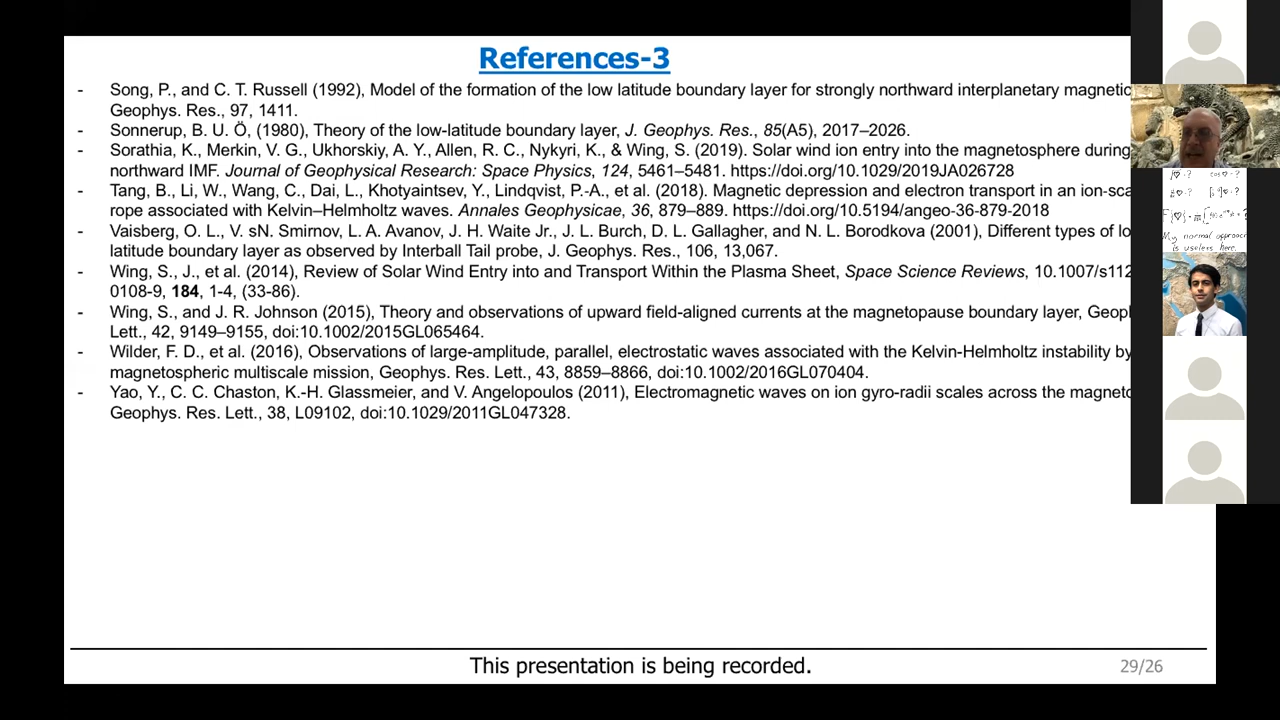 References-3
- Song, P., and C. T. Russell (1992), Model of the formation of the low latitude boundary layer for strongly northward interplanetary magnetic
Geophys. Res., 97, 1411.
- Sonnerup, B. U. Ö, (1980), Theory of the low-latitude boundary layer, J. Geophys. Res., 85(A5), 2017–2026.
- Sorathia, K., Merkin, V. G., Ukhorskiy, A. Y., Allen, R. C., Nykyri, K., & Wing, S. (2019). Solar wind ion entry into the magnetosphere during
northward IMF. Journal of Geophysical Research: Space Physics, 124, 5461–5481. https://doi.org/10.1029/2019JA026728
- Tang, B., Li, W., Wang, C., Dai, L., Khotyaintsev, Y., Lindqvist, P.-A., et al. (2018). Magnetic depression and electron transport in an ion-sca
rope associated with Kelvin–Helmholtz waves. Annales Geophysicae, 36, 879–889. https://doi.org/10.5194/angeo-36-879-2018
- Vaisberg, O. L., V. sN. Smirnov, L. A. Avanov, J. H. Waite Jr., J. L. Burch, D. L. Gallagher, and N. L. Borodkova (2001), Different types of lo
latitude boundary layer as observed by Interball Tail probe, J. Geophys. Res., 106, 13,067.
- Wing, S., J., et al. (2014), Review of Solar Wind Entry into and Transport Within the Plasma Sheet, Space Science Reviews, 10.1007/s112
0108-9, 184, 1-4, (33-86).
- Wing, S., and J. R. Johnson (2015), Theory and observations of upward field-aligned currents at the magnetopause boundary layer, Geop
Lett., 42, 9149–9155, doi:10.1002/2015GL065464.
- Wilder, F. D., et al. (2016), Observations of large-amplitude, parallel, electrostatic waves associated with the Kelvin-Helmholtz instability by
magnetospheric multiscale mission, Geophys. Res. Lett., 43, 8859–8866, doi:10.1002/2016GL070404.
- Yao, Y., C. C. Chaston, K.-H. Glassmeier, and V. Angelopoulos (2011), Electromagnetic waves on ion gyro-radii scales across the magneto
Geophys. Res. Lett., 38, L09102, doi:10.1029/2011GL047328.
This presentation is being recorded.
29/26
My normal approach
is useless here.